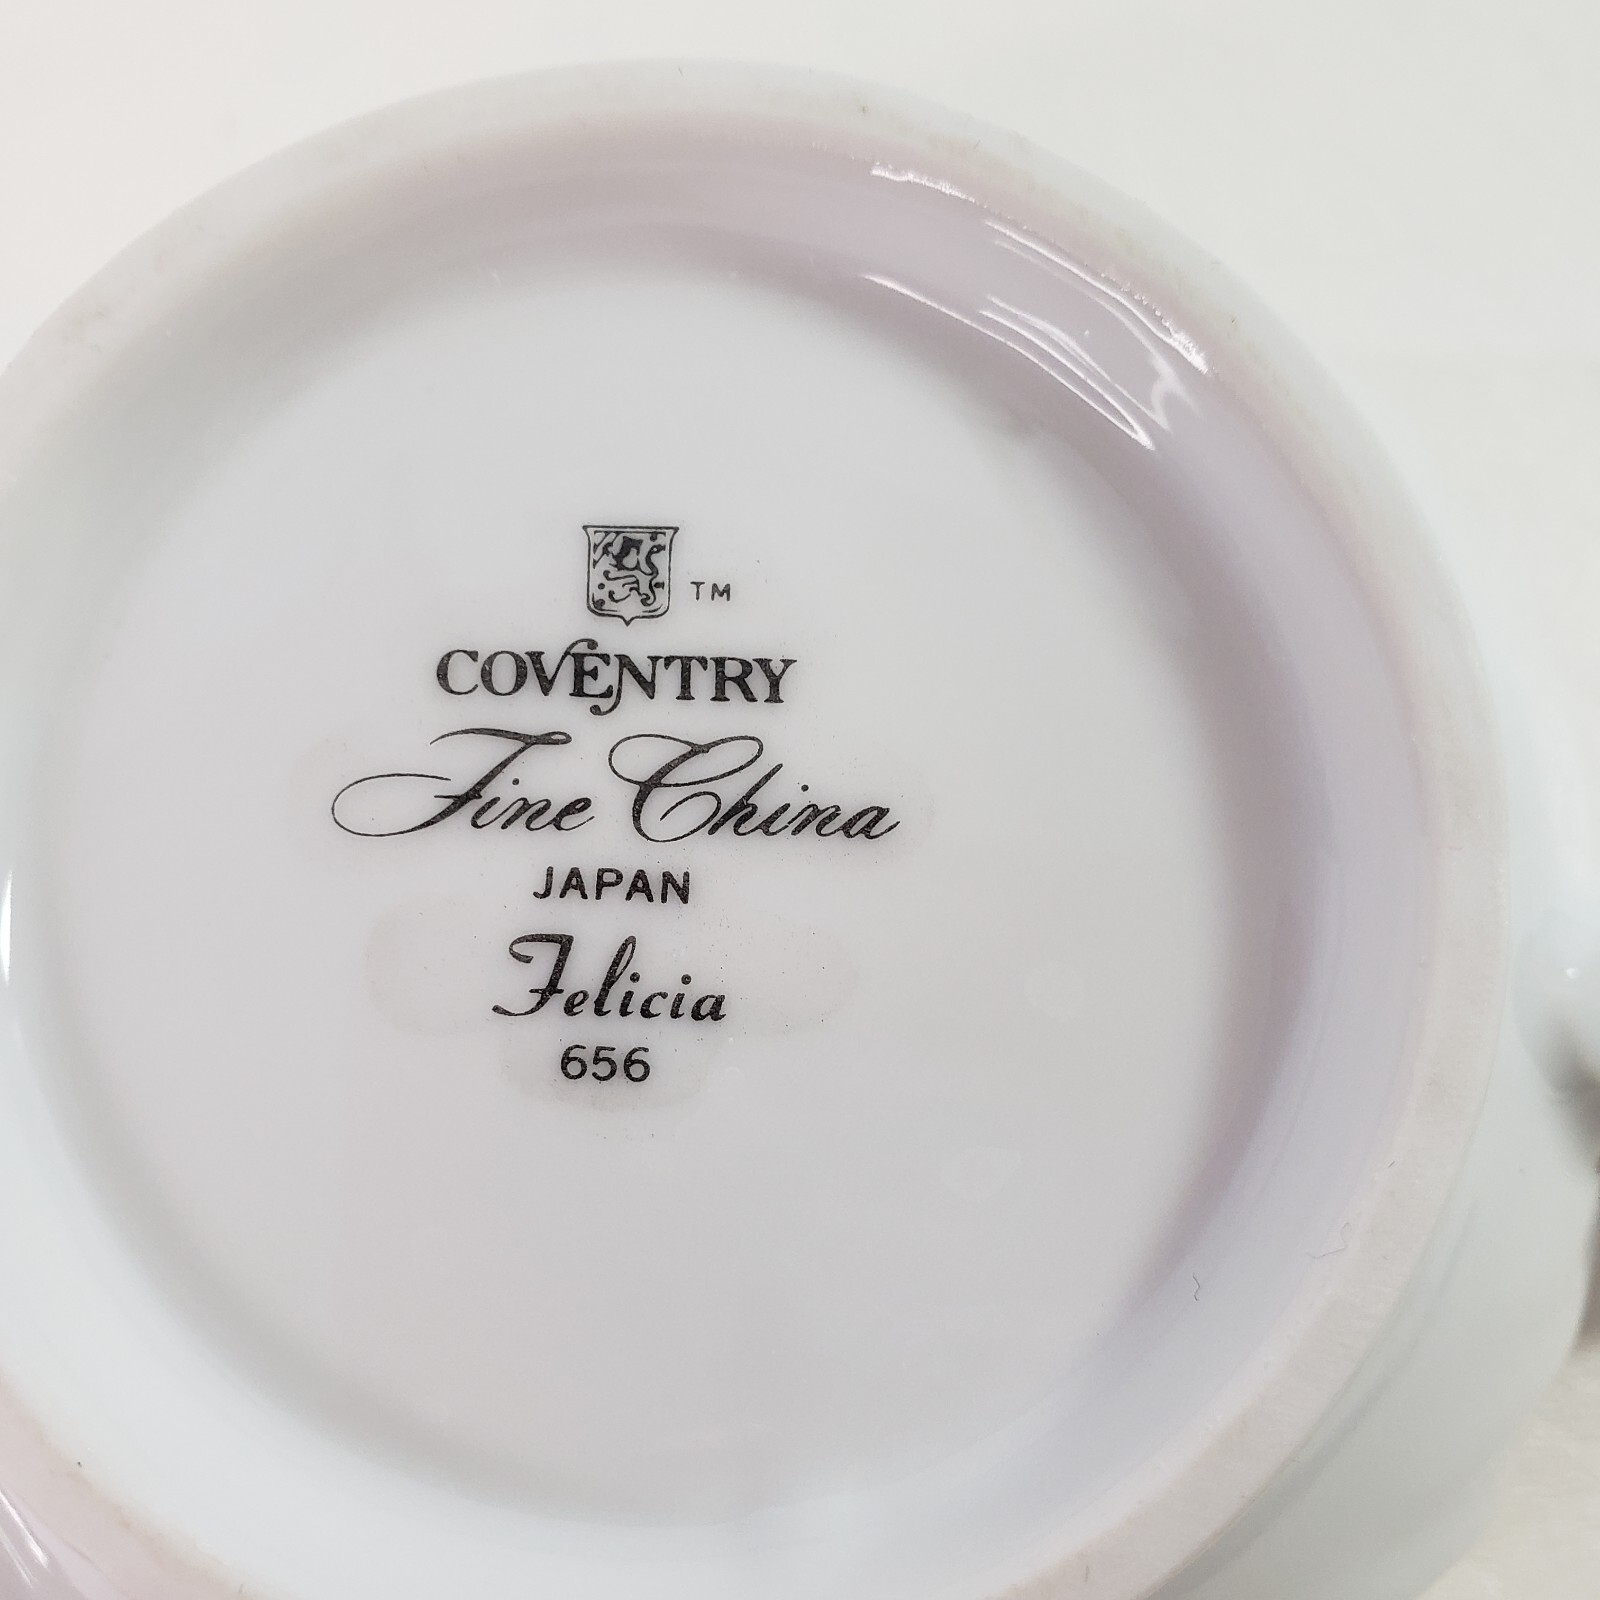 TM
COVENTRY
Fine China
JAPAN
Felicia
656